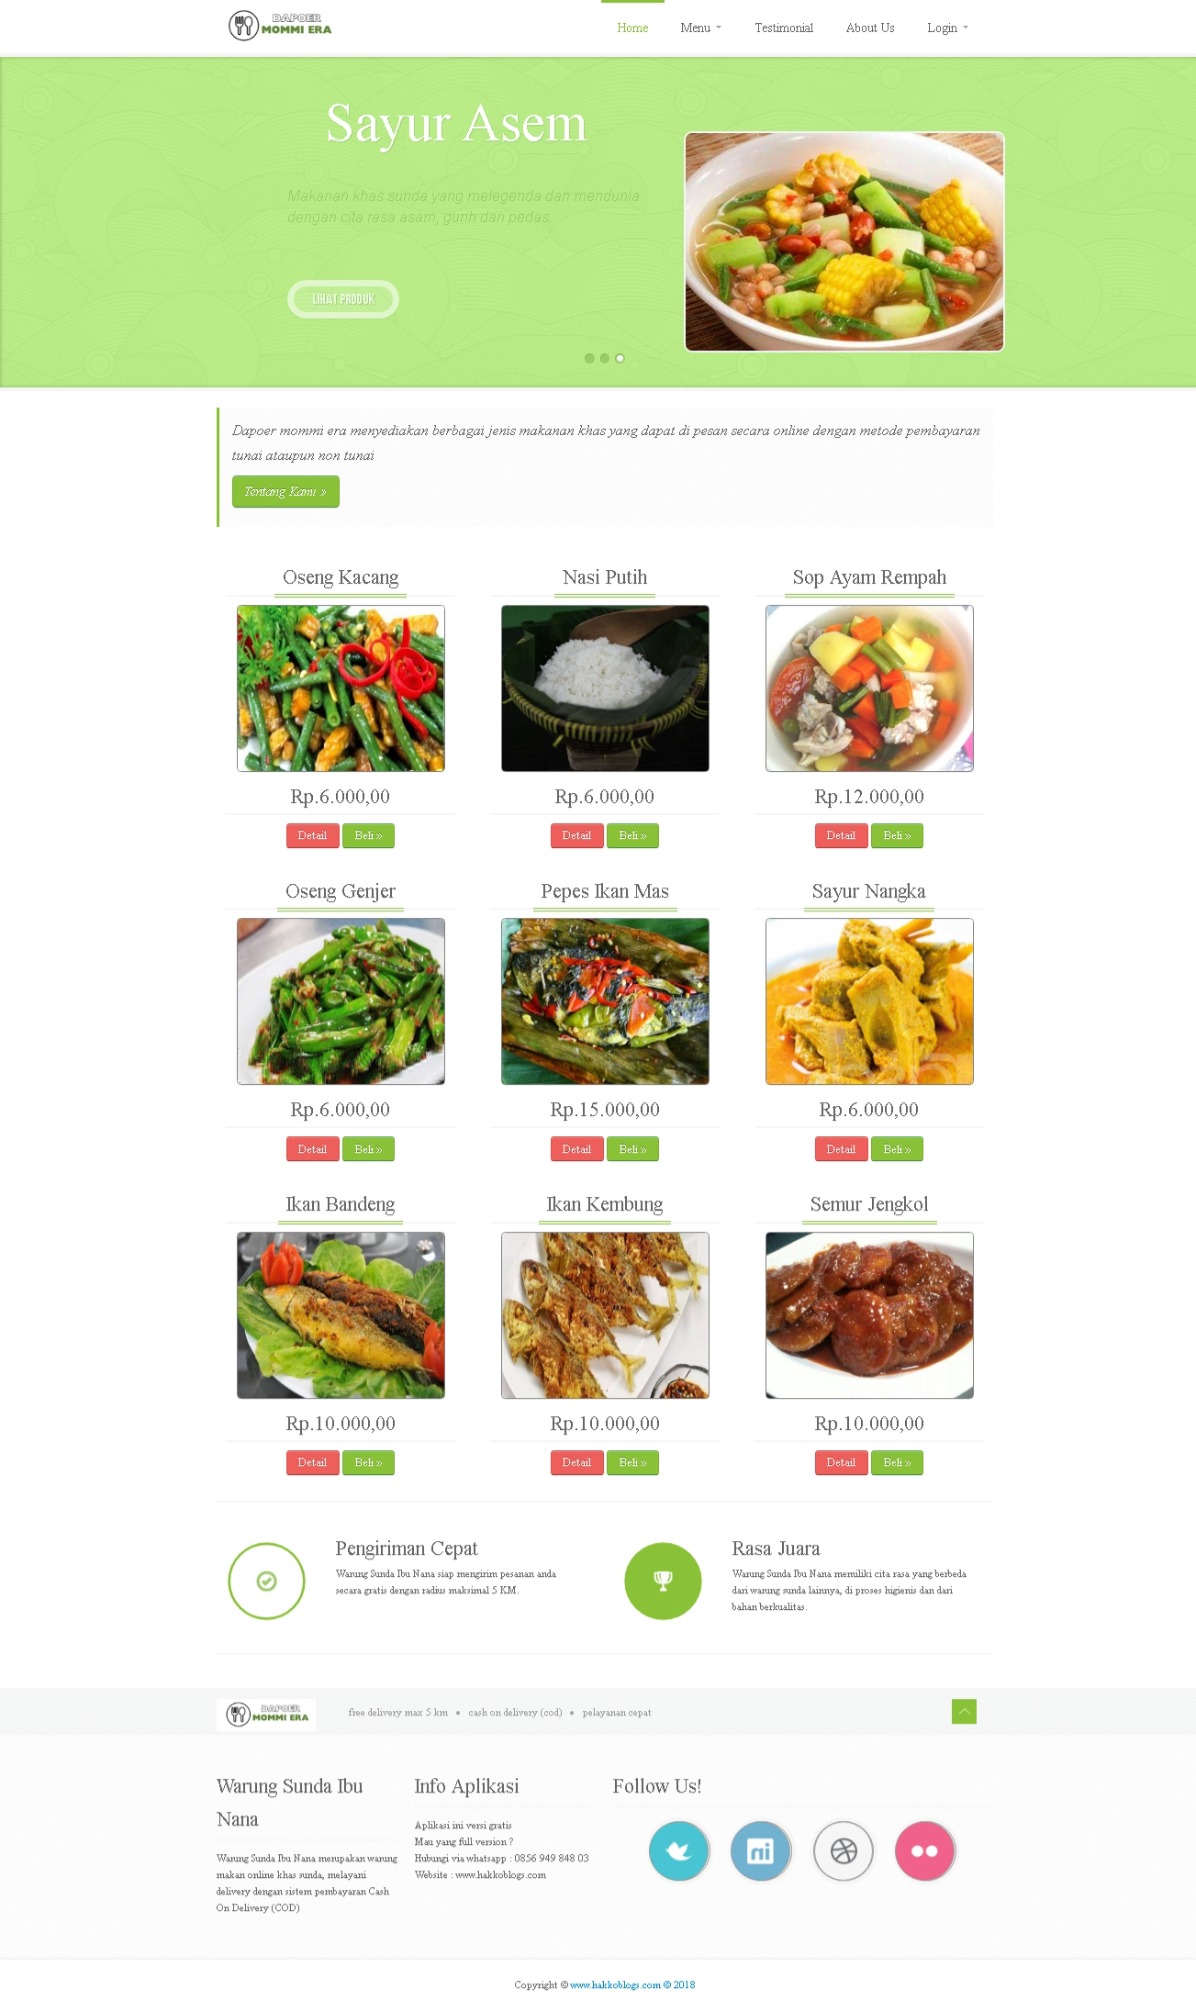 DAPOER
MOMMI ERA
Home
Menu
Testimonial
About Us
Login
Sayur Asem
Makanan khas sunda yang melegenda dan mendunia
dengan cita rasa asam, gurih dan pedas.
LIHAT PRODUK
Dapoer mommi era menyediakan berbagai jenis makanan khas yang dapat di pesan secara online dengan metode pembayaran
tunai ataupun non tunai
Tentang Kami »
Oseng Kacang
Nasi Putih
Sop Ayam Rempah
Rp.6.000,00
Rp.6.000,00
Rp.12.000,00
Detail Beli »
Detail Beli »
Detail Beli »
Oseng Genjer
Pepes Ikan Mas
Sayur Nangka
Rp.6.000,00
Rp.15.000,00
Rp.6.000,00
Detail Beli »
Detail Beli »
Detail Beli »
Ikan Bandeng
Ikan Kembung
Semur Jengkol
Rp.10.000,00
Rp.10.000,00
Rp.10.000,00
Detail Beli »
Detail Beli »
Detail Beli »
Pengiriman Cepat
Warung Sunda Ibu Nana siap mengirim pesanan anda
secara gratis dengan radius maksimal 5 KM.
Rasa Juara
Warung Sunda Ibu Nana memiliki cita rasa yang berbeda
dari warung sunda lainnya, di proses higienis dan dari
bahan berkualitas.
DAPOER
MOMMI ERA
free delivery max 5 km • cash on delivery (cod) • pelayanan cepat
Warung Sunda Ibu
Nana
Warung Sunda Ibu Nana merupakan warung
makan online khas sunda, melayani
delivery dengan sistem pembayaran Cash
On Delivery (COD)
Info Aplikasi
Aplikasi ini versi gratis
Mau yang full version ?
Hubungi via whatsapp : 0856 949 848 03
Website : www.hakkoblogs.com
Follow Us!
Copyright © www.hakkoblogs.com © 2018